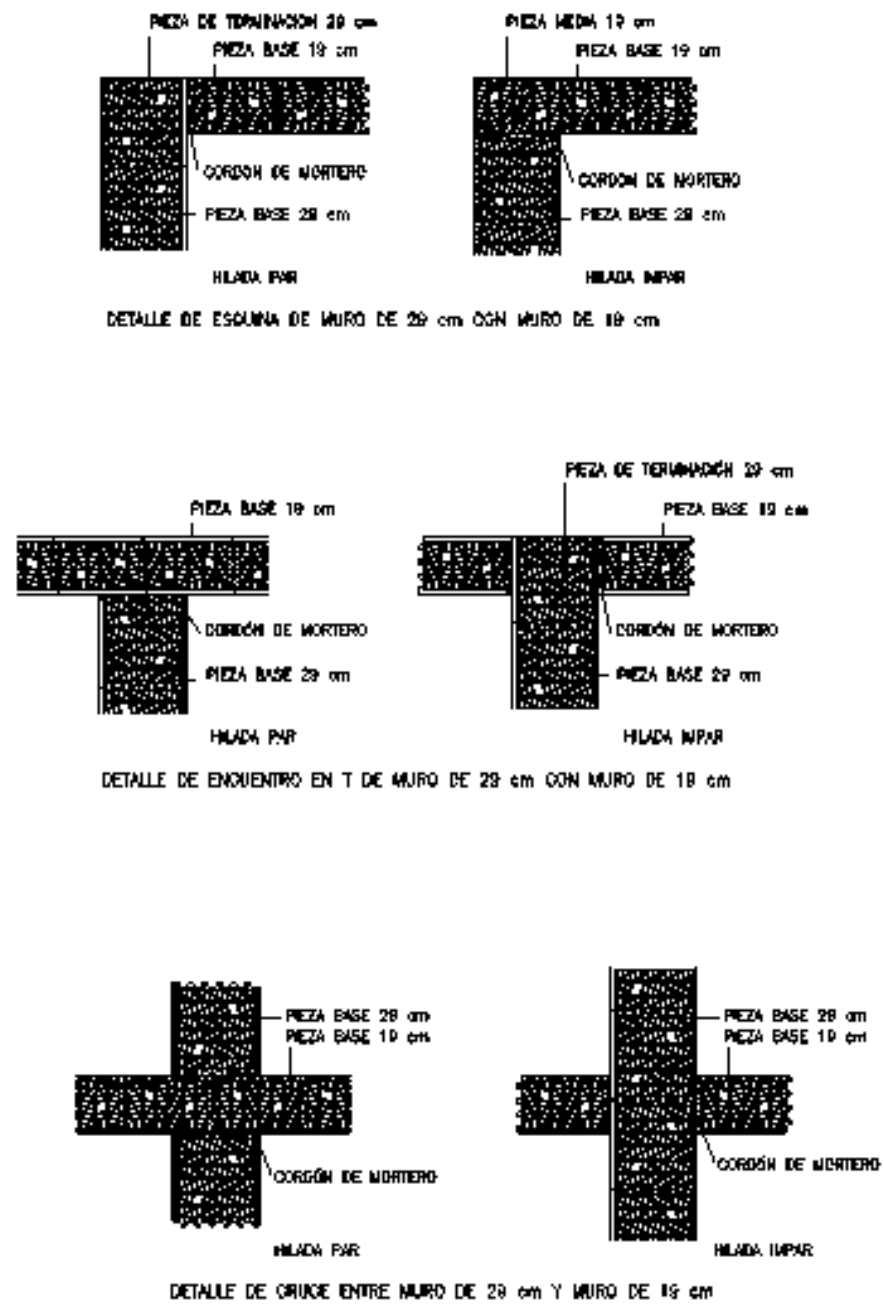 PIEZA DE TERMINACION 29 cm
PIEZA BASE 19 cm
CORDON DE MORTERO
PIEZA BASE 29 cm
HILADA PAR
PIEZA MEDIA 19 cm
PIEZA BASE 19 cm
CORDON DE MORTERO
PIEZA BASE 29 cm
HILADA IMPAR
DETALLE DE ESQUINA DE MURO DE 29 cm CON MURO DE 19 cm
PIEZA BASE 19 cm
CORDÓN DE MORTERO
PIEZA BASE 29 cm
HILADA PAR
PIEZA DE TERMINACIÓN 29 cm
PIEZA BASE 19 cm
CORDÓN DE MORTERO
PIEZA BASE 29 cm
HILADA IMPAR
DETALLE DE ENCUENTRO EN T DE MURO DE 29 cm CON MURO DE 19 cm
PIEZA BASE 29 cm
PIEZA BASE 19 cm
CORDÓN DE MORTERO
HILADA PAR
PIEZA BASE 29 cm
PIEZA BASE 19 cm
CORDÓN DE MORTERO
HILADA IMPAR
DETALLE DE CRUCE ENTRE MURO DE 29 cm Y MURO DE 19 cm